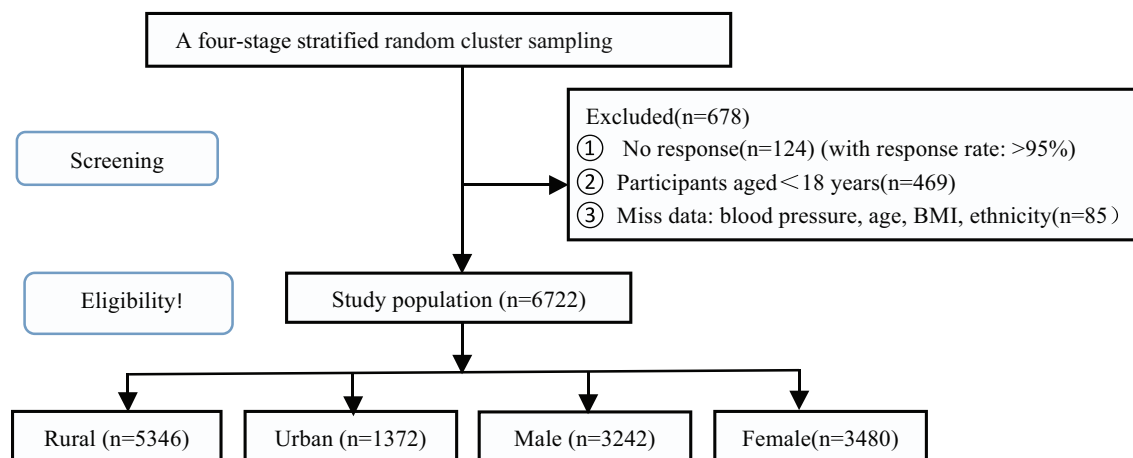 A four-stage stratified random cluster sampling
Excluded(n=678)
① No response(n=124) (with response rate: >95%)
② Participants aged＜18 years(n=469)
③ Miss data: blood pressure, age, BMI, ethnicity(n=85）
Screening
Eligibility!
Study population (n=6722)
Rural (n=5346)
Urban (n=1372)
Male (n=3242)
Female(n=3480)